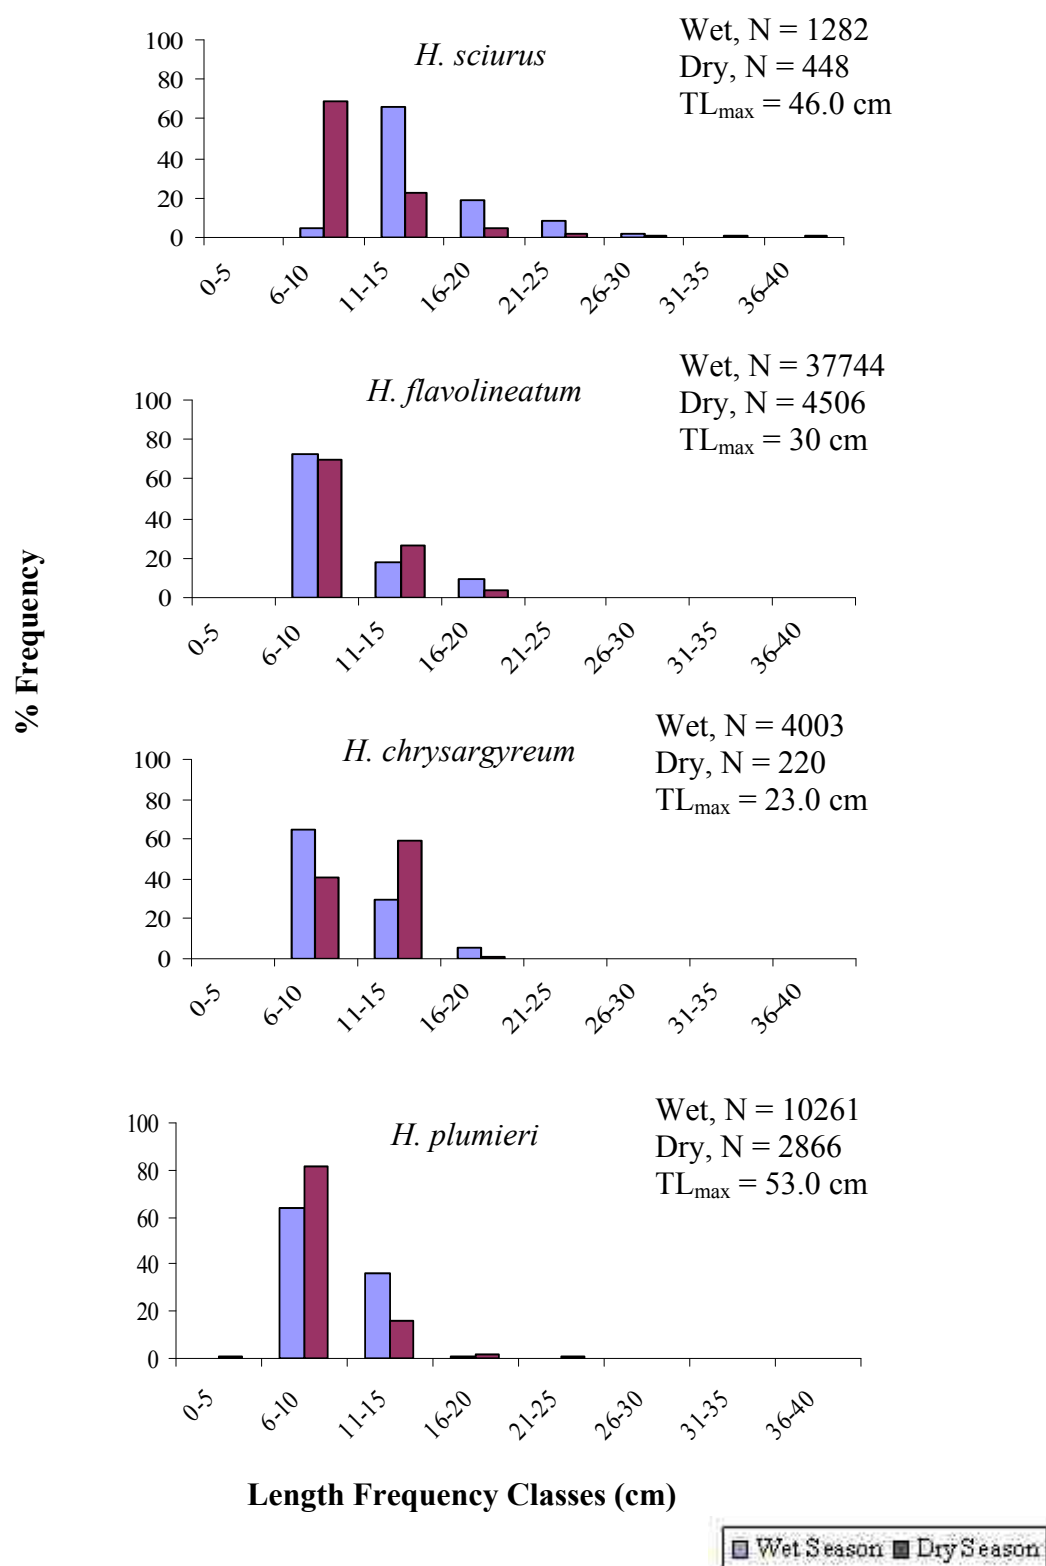 H. sciurus
Wet, N = 1282
Dry, N = 448
TLmax = 46.0 cm
100
80
60
40
20
0
0-5 6-10 11-15 16-20 21-25 26-30 31-35 36-40
H. flavolineatum
Wet, N = 37744
Dry, N = 4506
TLmax = 30 cm
100
80
60
40
20
0
0-5 6-10 11-15 16-20 21-25 26-30 31-35 36-40
% Frequency
H. chrysargyreum
Wet, N = 4003
Dry, N = 220
TLmax = 23.0 cm
100
80
60
40
20
0
0-5 6-10 11-15 16-20 21-25 26-30 31-35 36-40
H. plumieri
Wet, N = 10261
Dry, N = 2866
TLmax = 53.0 cm
100
80
60
40
20
0
0-5 6-10 11-15 16-20 21-25 26-30 31-35 36-40
Length Frequency Classes (cm)
Wet Season Dry Season